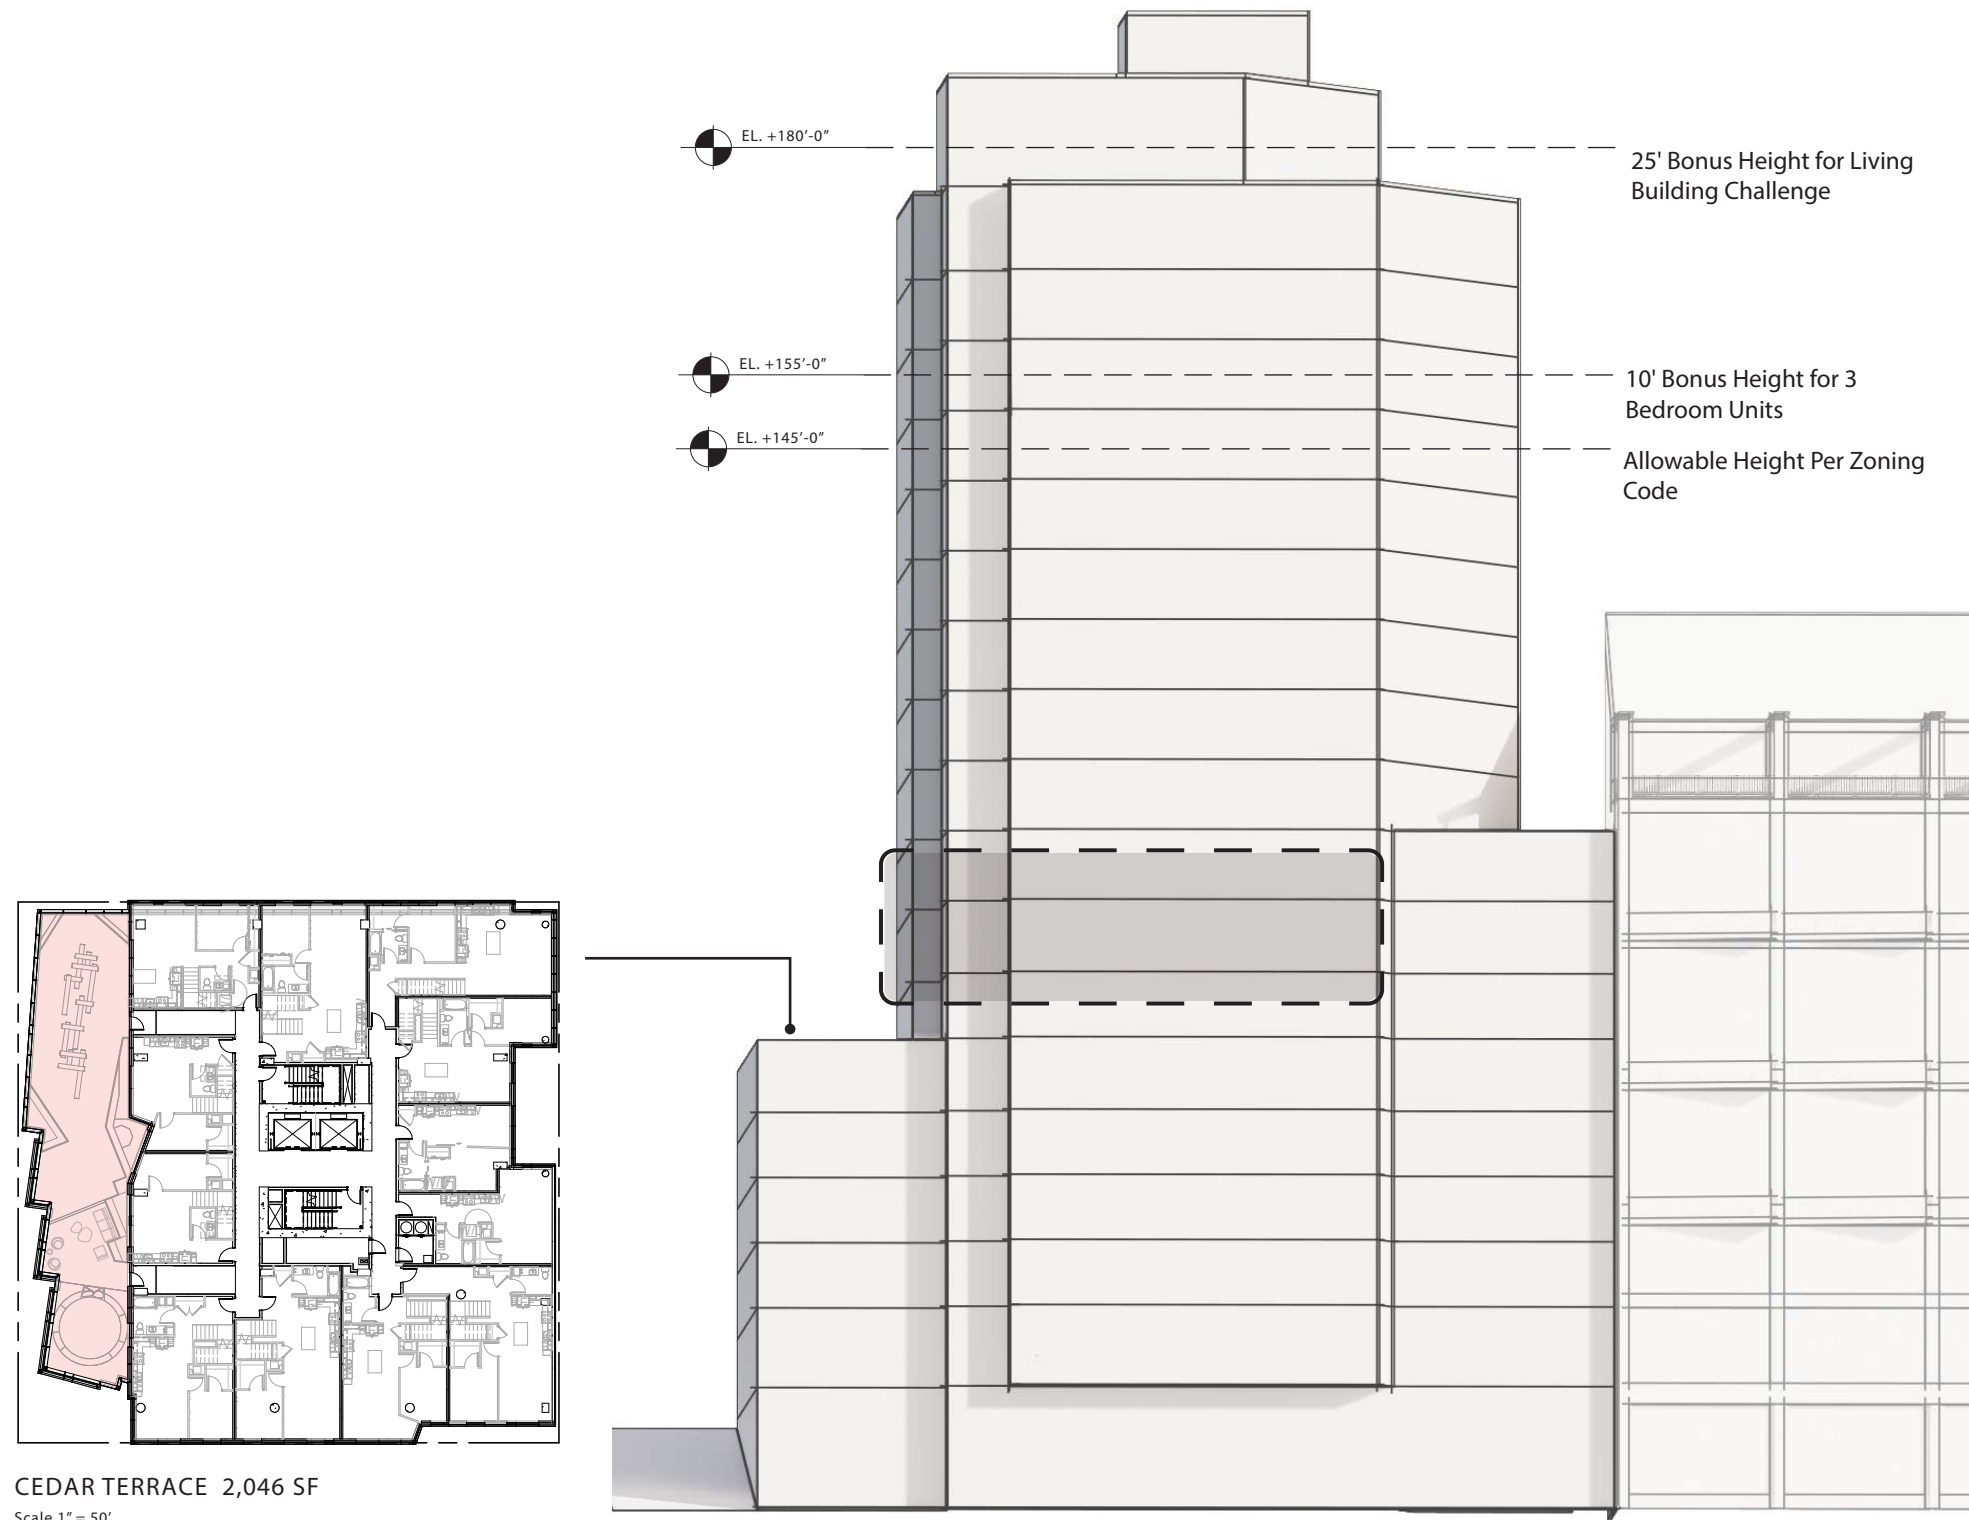 EL. +180'-0"
25' Bonus Height for Living
Building Challenge
EL. +155'-0"
10' Bonus Height for 3
Bedroom Units
EL. +145'-0"
Allowable Height Per Zoning
Code
CEDAR TERRACE 2,046 SF
Scale 1" = 50'